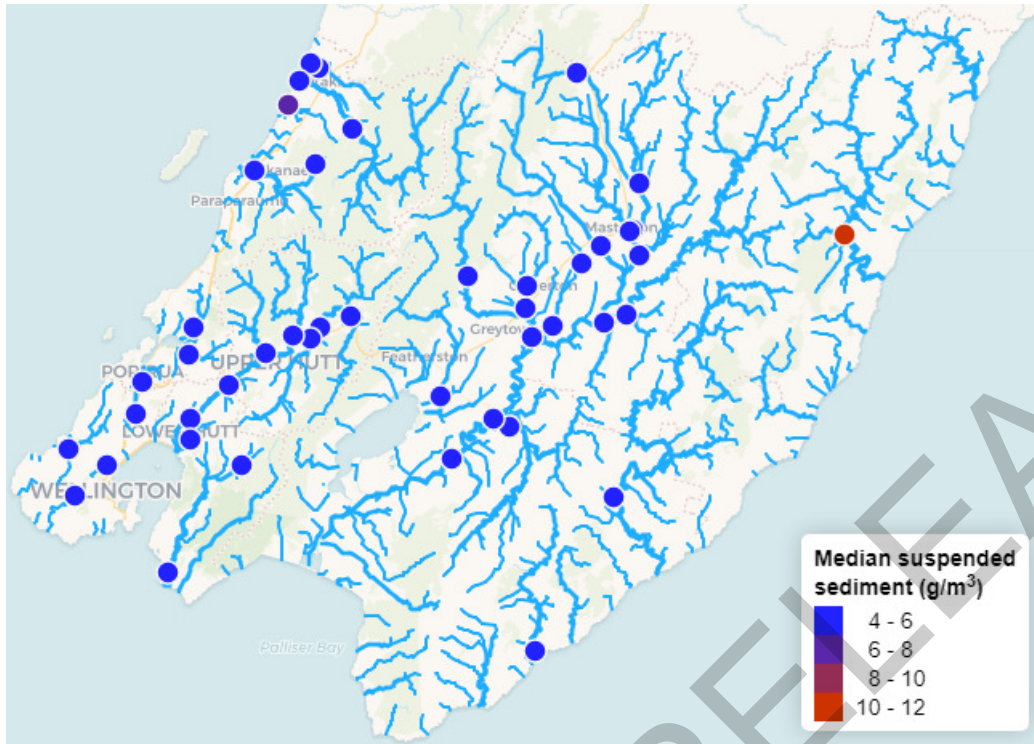 Paraparaumu
Masterton
Greytown
Featherston
UPPER HUTT
PORIRUA
LOWER HUTT
WELLINGTON
Palliser Bay
Median suspended
sediment (g/m³)
4 - 6
6 - 8
8 - 10
10 - 12